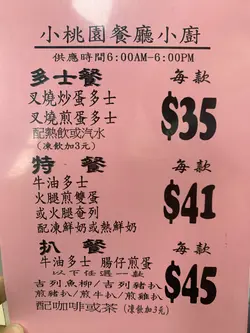 小桃園餐廳小廚
供應時間6:00AM-6:00PM
多士餐 每款
叉燒炒蛋多士
叉燒煎蛋多士
$35
配熱飲或汽水
(凍飲加3元)
特餐 每款
牛油多士
火腿煎雙蛋
$41
或火腿奄列
配凍鮮奶或熱鮮奶
扒餐 每款
牛油多士 腸仔煎蛋
以下任選一款
$45
吉列魚柳/吉列豬扒
煎豬扒/煎牛扒/煎雞扒
配咖啡或茶(凍飲加3元)